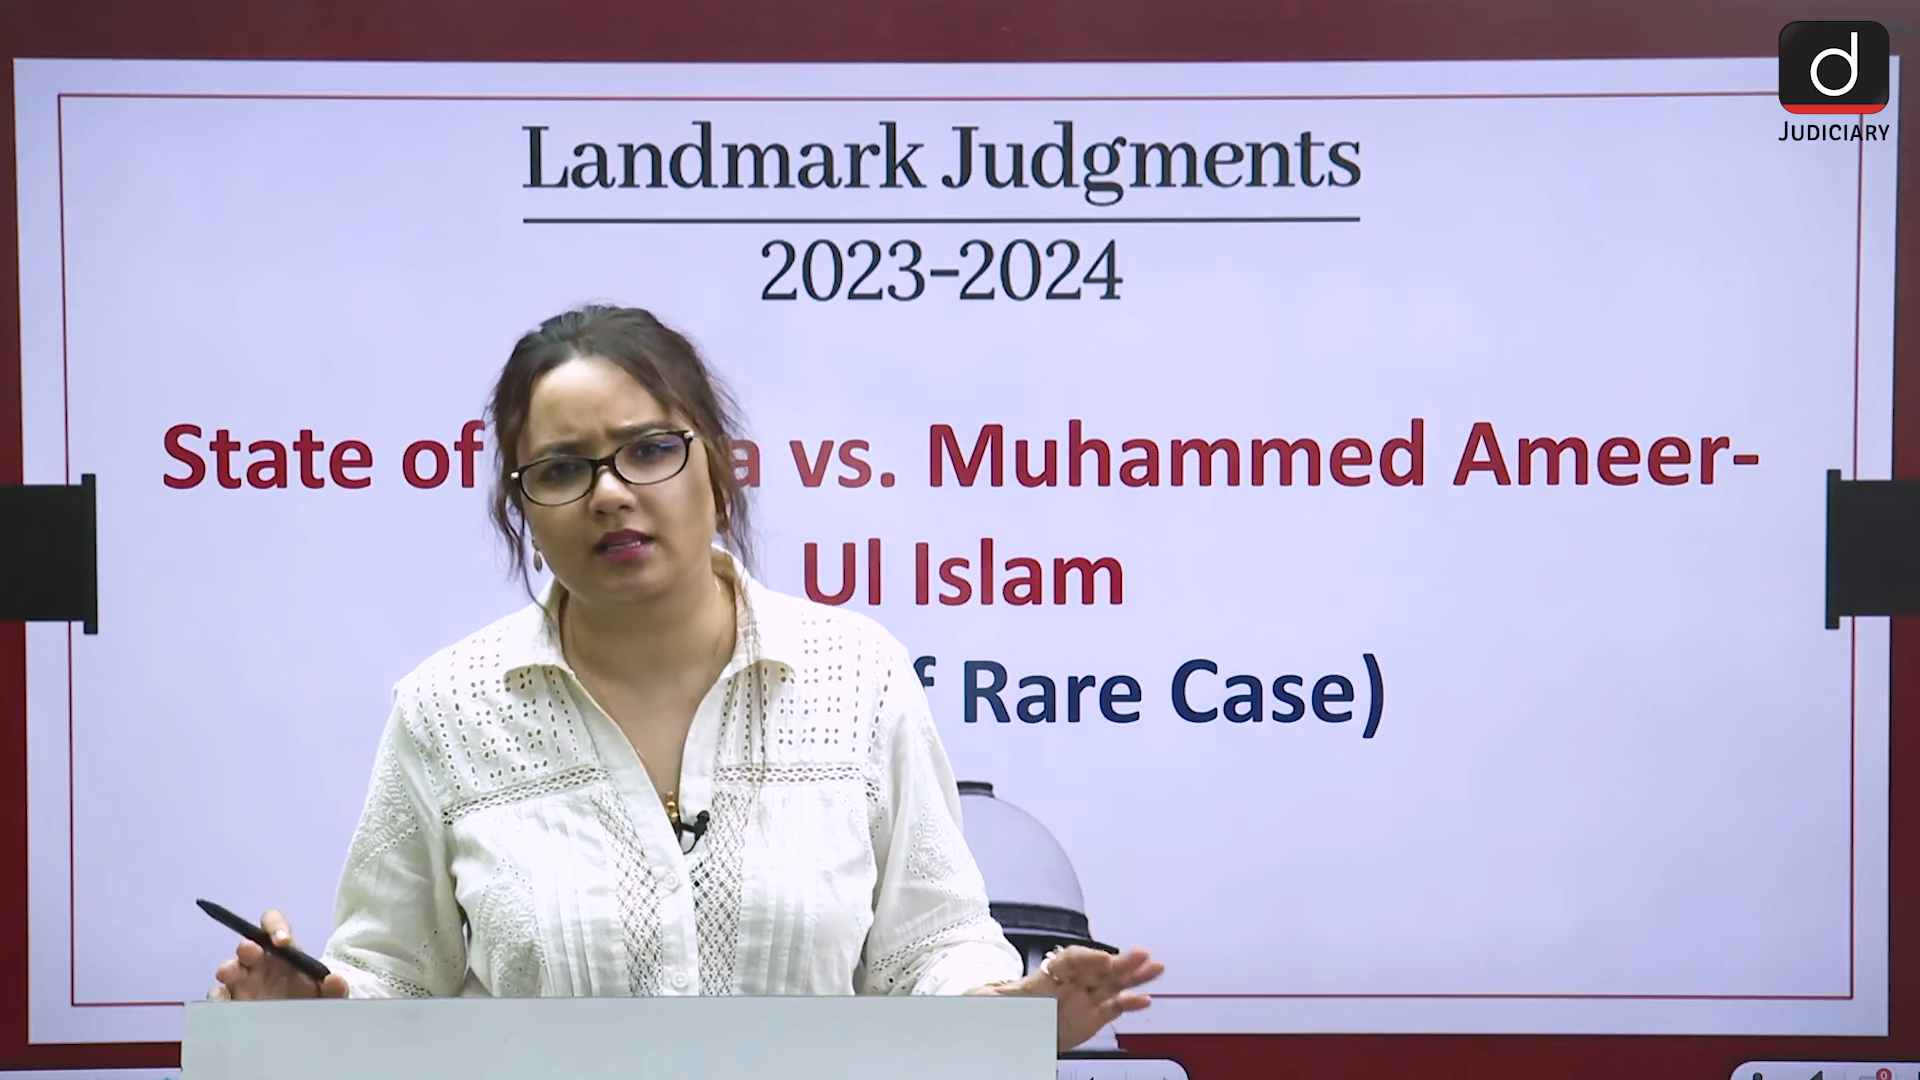 d
JUDICIARY
Landmark Judgments
2023-2024
State of a vs. Muhammed Ameer-
Ul Islam
f Rare Case)